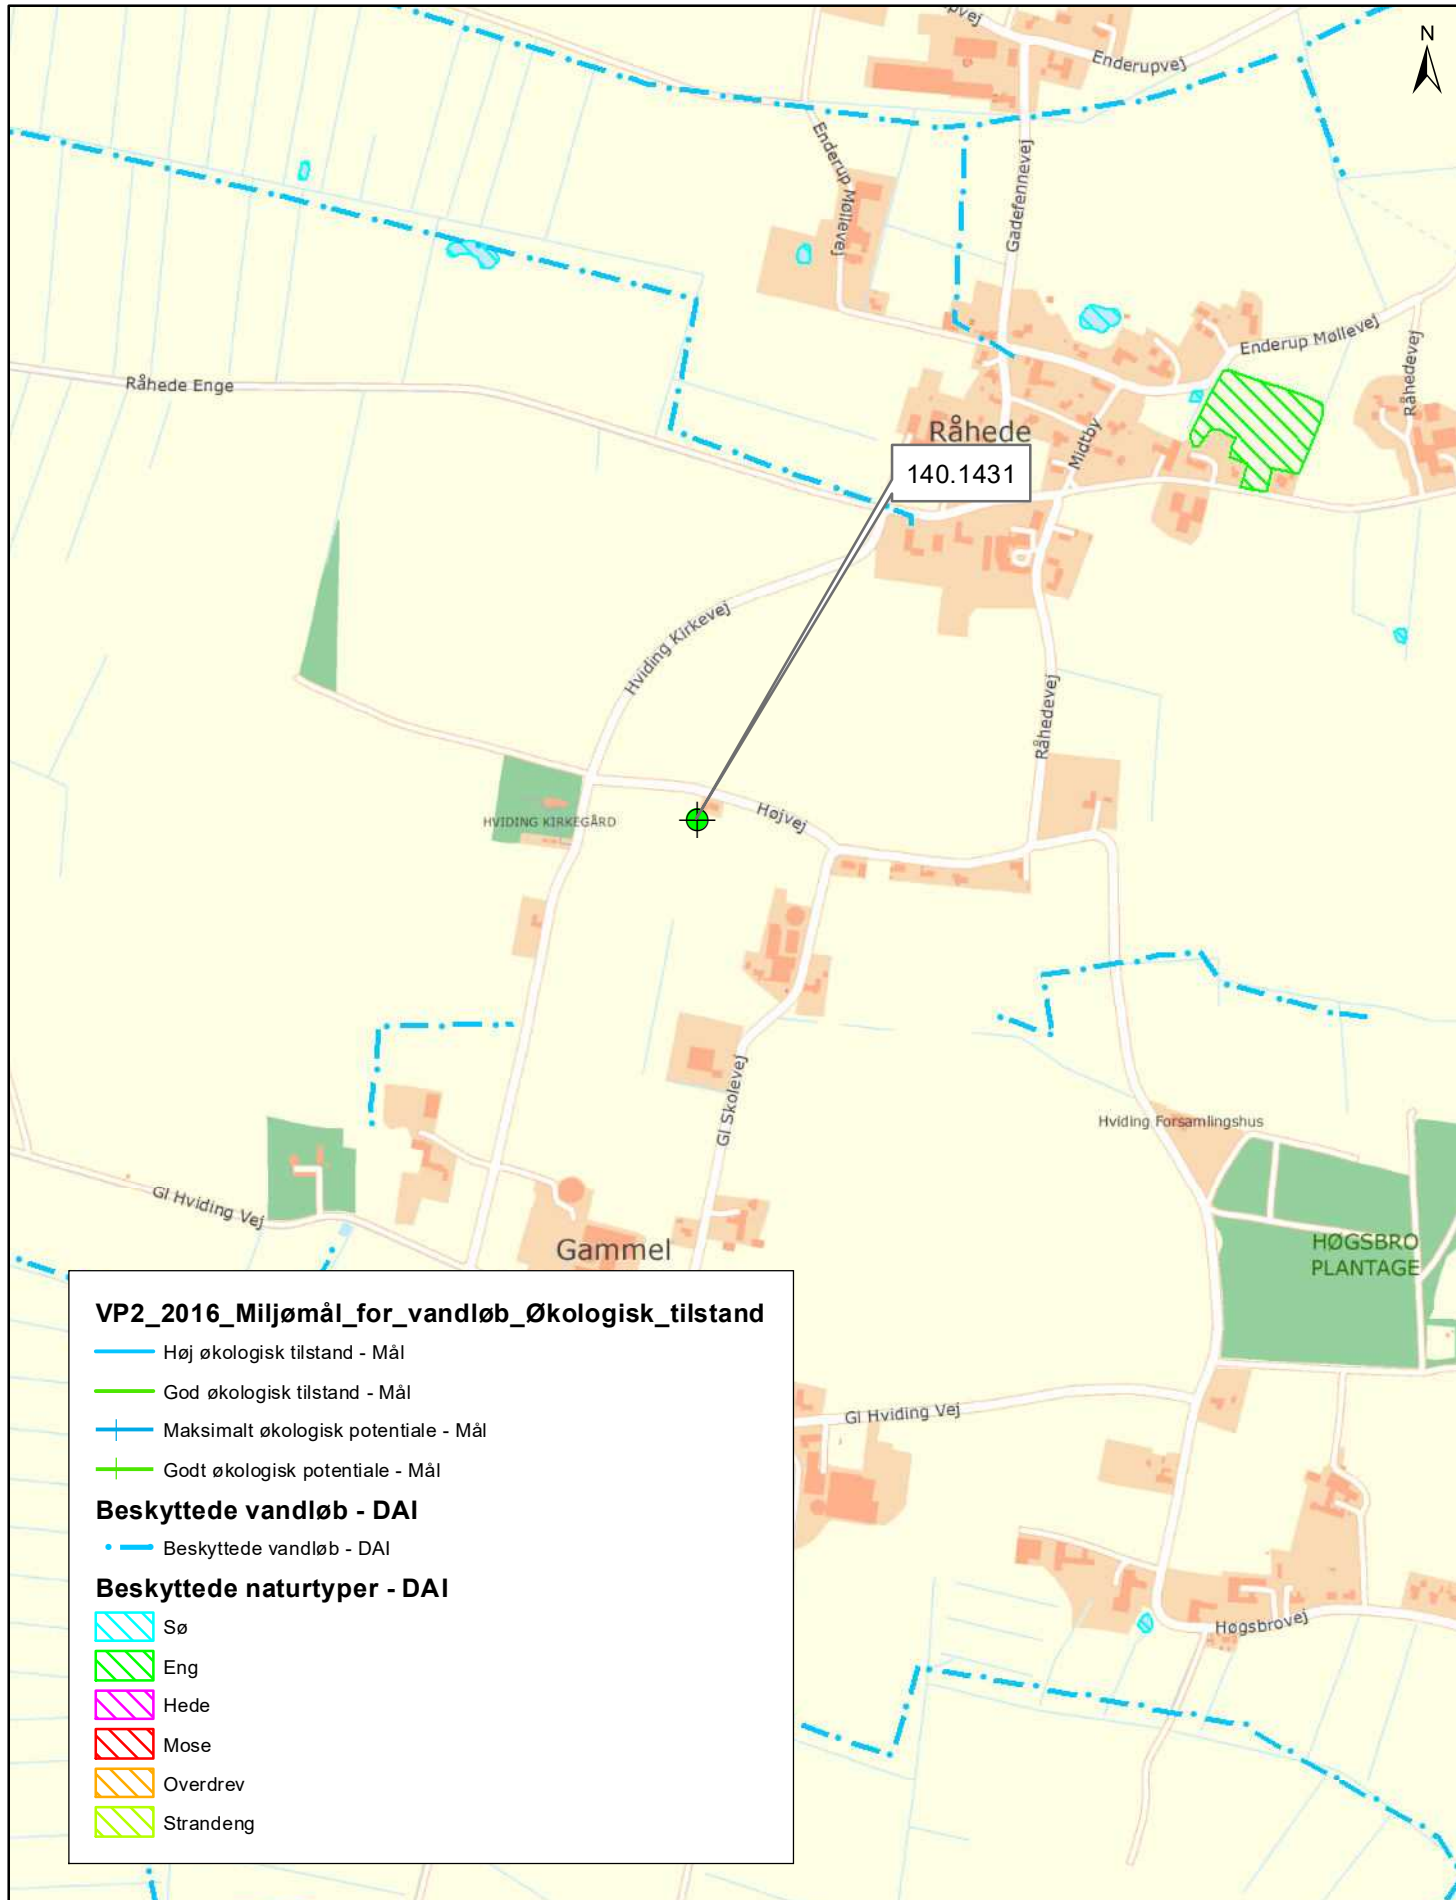 N
pvej
Enderupvej
Enderup Møllevej
Gadefennevej
Enderup Møllevej
Råhedevej
Råhede Enge
Råhede
Midtby
140.1431
Hviding Kirkevej
Råhedevej
HVIDING KIRKEGÅRD
Højvej
Gl Skolevej
Hviding Forsamlingshus
Gl Hviding Vej
Gammel
HØGSBRO
PLANTAGE
Gl Hviding Vej
Høgsbrovej
VP2_2016_Miljømål_for_vandløb_Økologisk_tilstand
Høj økologisk tilstand - Mål
God økologisk tilstand - Mål
Maksimalt økologisk potentiale - Mål
Godt økologisk potentiale - Mål
Beskyttede vandløb - DAI
Beskyttede vandløb - DAI
Beskyttede naturtyper - DAI
Sø
Eng
Hede
Mose
Overdrev
Strandeng